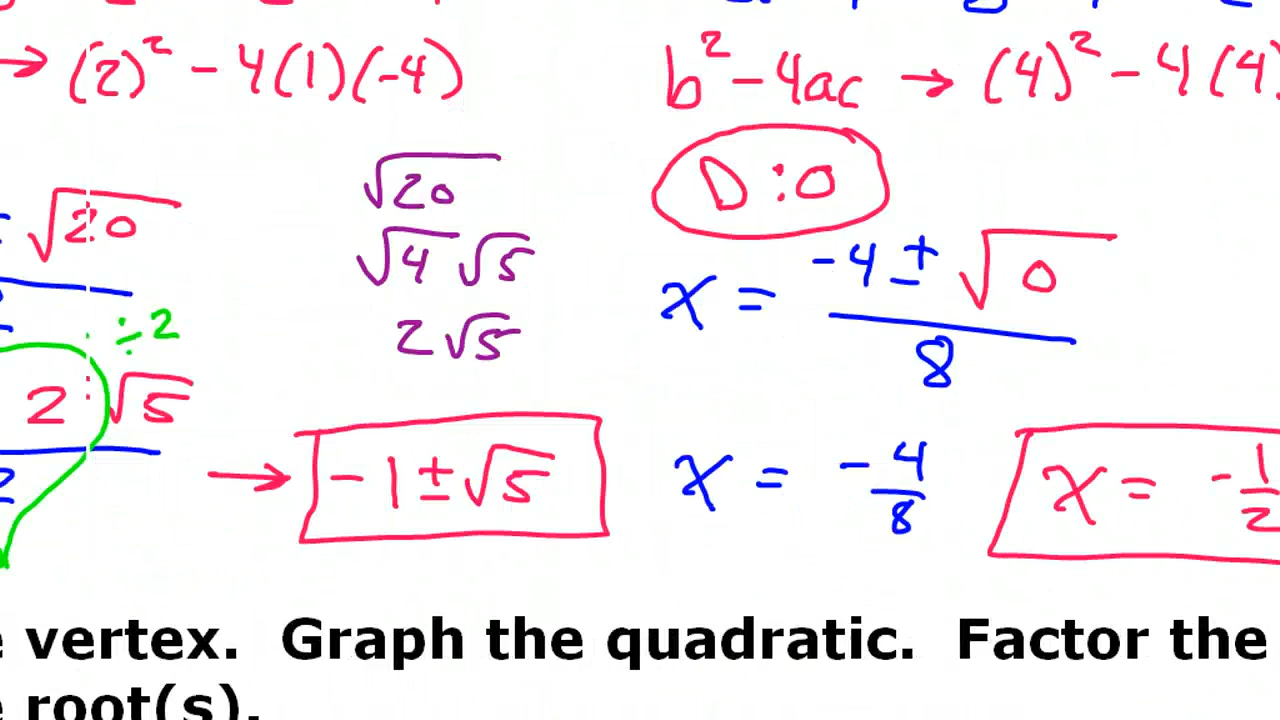 → (2)² - 4(1)(-4)
√20
÷2
2√5
√20
√4 √5
2√5
→ -1 ± √5
b² - 4ac → (4)² - 4(4)
D : 0
x = -4 ± √0
8
x = -4/8
x = -1/2
vertex. Graph the quadratic. Factor the
root(s).